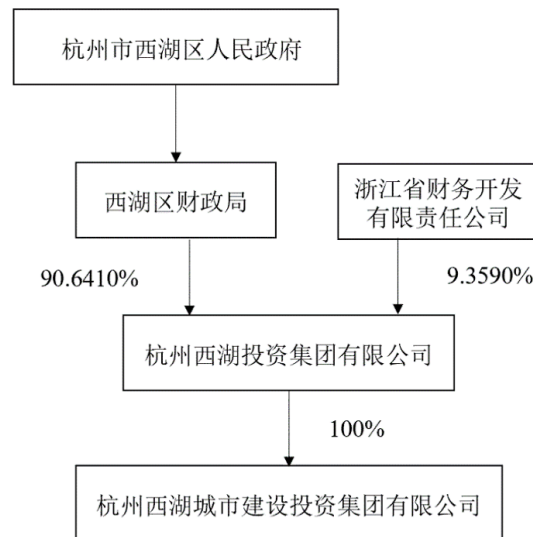 杭州市西湖区人民政府
西湖区财政局
浙江省财务开发
有限责任公司
90.6410%
9.3590%
杭州西湖投资集团有限公司
100%
杭州西湖城市建设投资集团有限公司